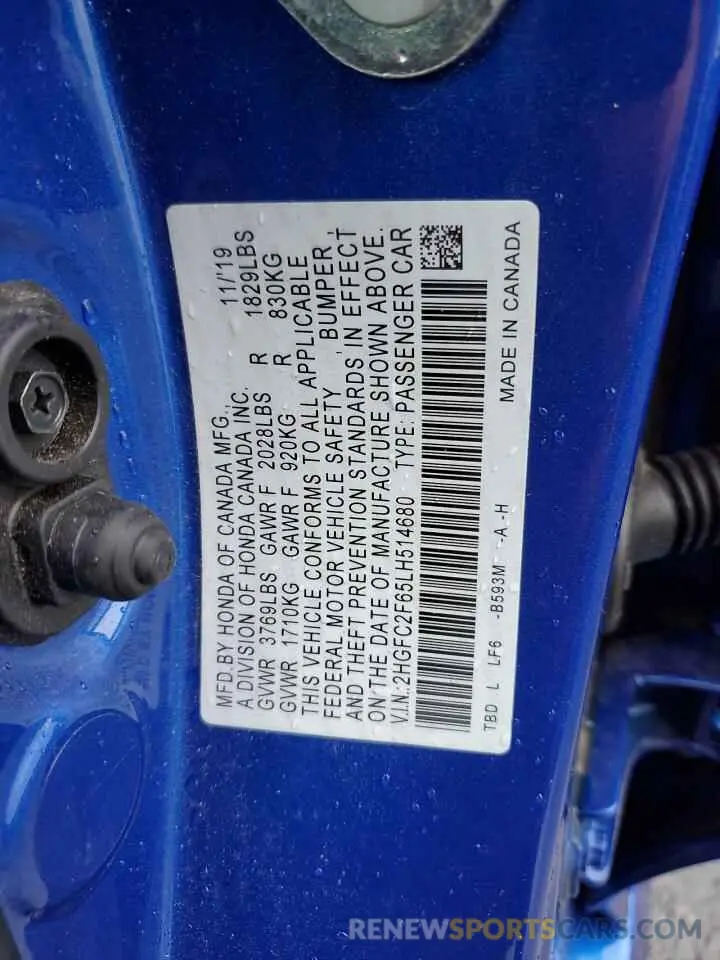 MFD. BY HONDA OF CANADA MFG., 11/'19
A DIVISION OF HONDA CANADA INC.
GVWR 3769LBS GAWR F 2028LBS R 1829LBS
GVWR 1710KG GAWR F 920KG R 830KG
THIS VEHICLE CONFORMS TO ALL APPLICABLE
FEDERAL MOTOR VEHICLE SAFETY , BUMPER ,
AND THEFT PREVENTION STANDARDS IN EFFECT
ON THE DATE OF MANUFACTURE SHOWN ABOVE.
V.I.N.:2HGFC2F65LH514680 TYPE: PASSENGER CAR
TBD L LF6 -B593M -A -H MADE IN CANADA
RENEWSPORTSCARS.COM